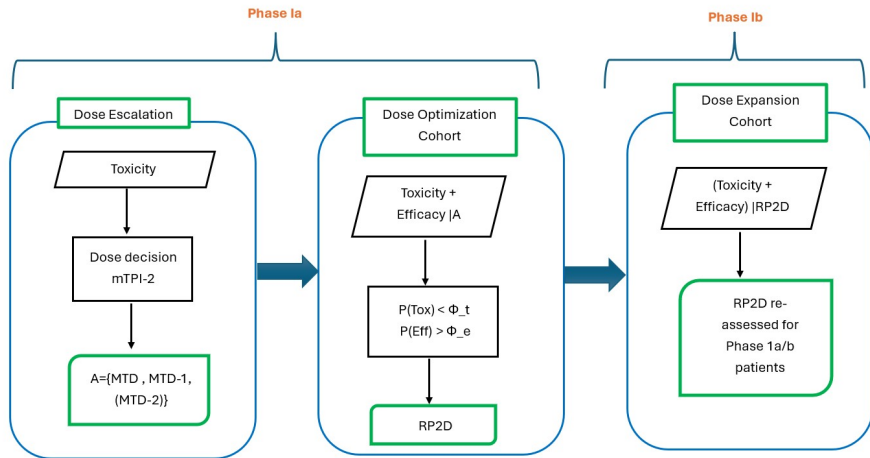 Phase Ia
Phase Ib
Dose Escalation
Toxicity
Dose decision
mTPI-2
A={MTD , MTD-1,
(MTD-2)}
Dose Optimization
Cohort
Toxicity +
Efficacy |A
P(Tox) < Φ_t
P(Eff) > Φ_e
RP2D
Dose Expansion
Cohort
(Toxicity +
Efficacy) |RP2D
RP2D re-
assessed for
Phase 1a/b
patients